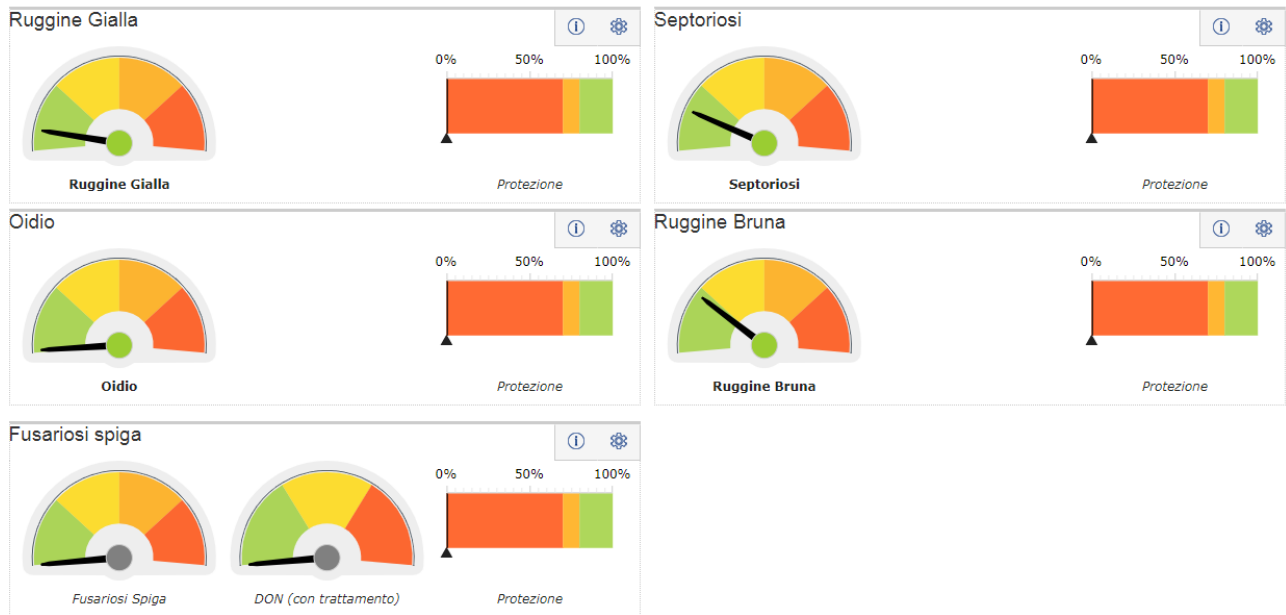 Ruggine Gialla
0% 50% 100%
Ruggine Gialla
Protezione
Septoriosi
0% 50% 100%
Septoriosi
Protezione
Oidio
0% 50% 100%
Oidio
Protezione
Ruggine Bruna
0% 50% 100%
Ruggine Bruna
Protezione
Fusariosi spiga
0% 50% 100%
Fusariosi Spiga
DON (con trattamento)
Protezione